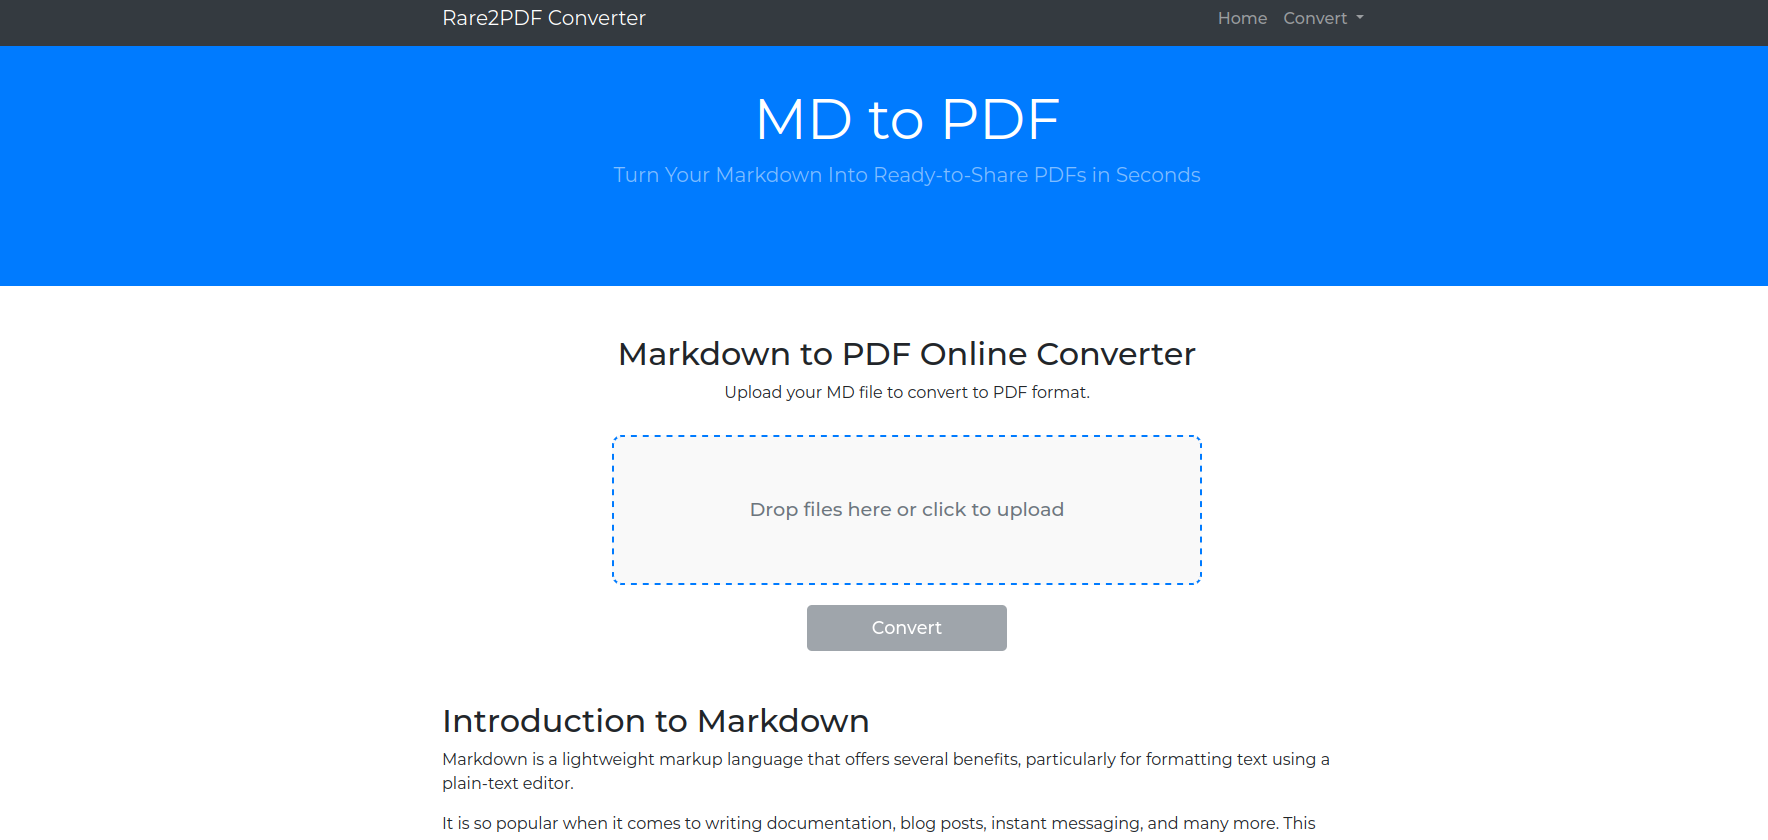 Rare2PDF Converter
Home
Convert
MD to PDF
Turn Your Markdown Into Ready-to-Share PDFs in Seconds
Markdown to PDF Online Converter
Upload your MD file to convert to PDF format.
Drop files here or click to upload
Convert
Introduction to Markdown
Markdown is a lightweight markup language that offers several benefits, particularly for formatting text using a
plain-text editor.
It is so popular when it comes to writing documentation, blog posts, instant messaging, and many more. This